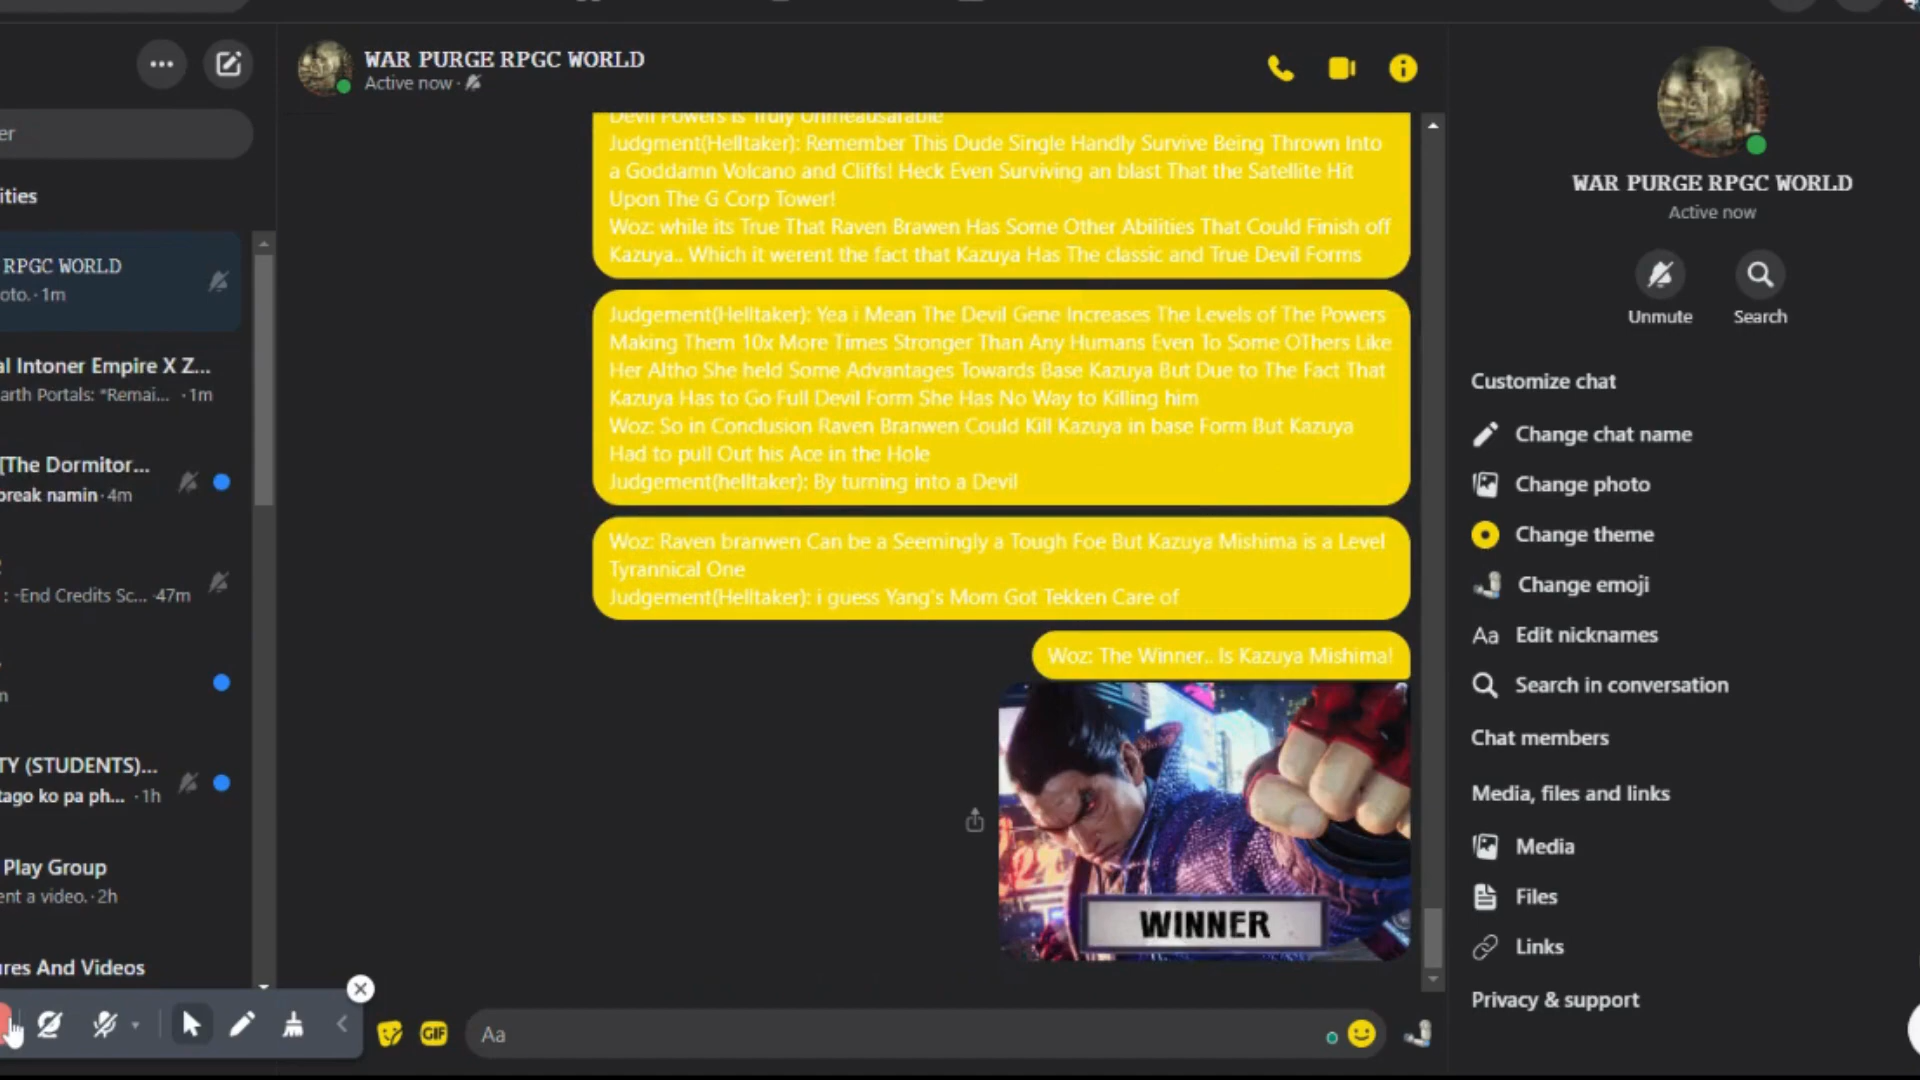 WAR PURGE RPGC WORLD
Active now ·
er
ities
RPGC WORLD
oto. · 1m
al Intoner Empire X Z...
arth Portals: *Remai... · 1m
[The Dormitor...
break namin · 4m
: -End Credits Sc... · 47m
TY (STUDENTS)...
tago ko pa ph... · 1h
Play Group
ent a video. · 2h
ures And Videos
Devil Powers is Truly Unmeausarable
Judgment(Helltaker): Remember This Dude Single Handly Survive Being Thrown Into
a Goddamn Volcano and Cliffs! Heck Even Surviving an blast That the Satellite Hit
Upon The G Corp Tower!
Woz: while its True That Raven Brawen Has Some Other Abilities That Could Finish off
Kazuya.. Which it werent the fact that Kazuya Has The classic and True Devil Forms
Judgement(Helltaker): Yea i Mean The Devil Gene Increases The Levels of The Powers
Making Them 10x More Times Stronger Than Any Humans Even To Some OThers Like
Her Altho She held Some Advantages Towards Base Kazuya But Due to The Fact That
Kazuya Has to Go Full Devil Form She Has No Way to Killing him
Woz: So in Conclusion Raven Branwen Could Kill Kazuya in base Form But Kazuya
Had to pull Out his Ace in the Hole
Judgement(helltaker): By turning into a Devil
Woz: Raven branwen Can be a Seemingly a Tough Foe But Kazuya Mishima is a Level
Tyrannical One
Judgement(Helltaker): i guess Yang's Mom Got Tekken Care of
Woz: The Winner.. Is Kazuya Mishima!
WINNER
GIF
Aa
WAR PURGE RPGC WORLD
Active now
Unmute
Search
Customize chat
Change chat name
Change photo
Change theme
Change emoji
Aa Edit nicknames
Search in conversation
Chat members
Media, files and links
Media
Files
Links
Privacy & support